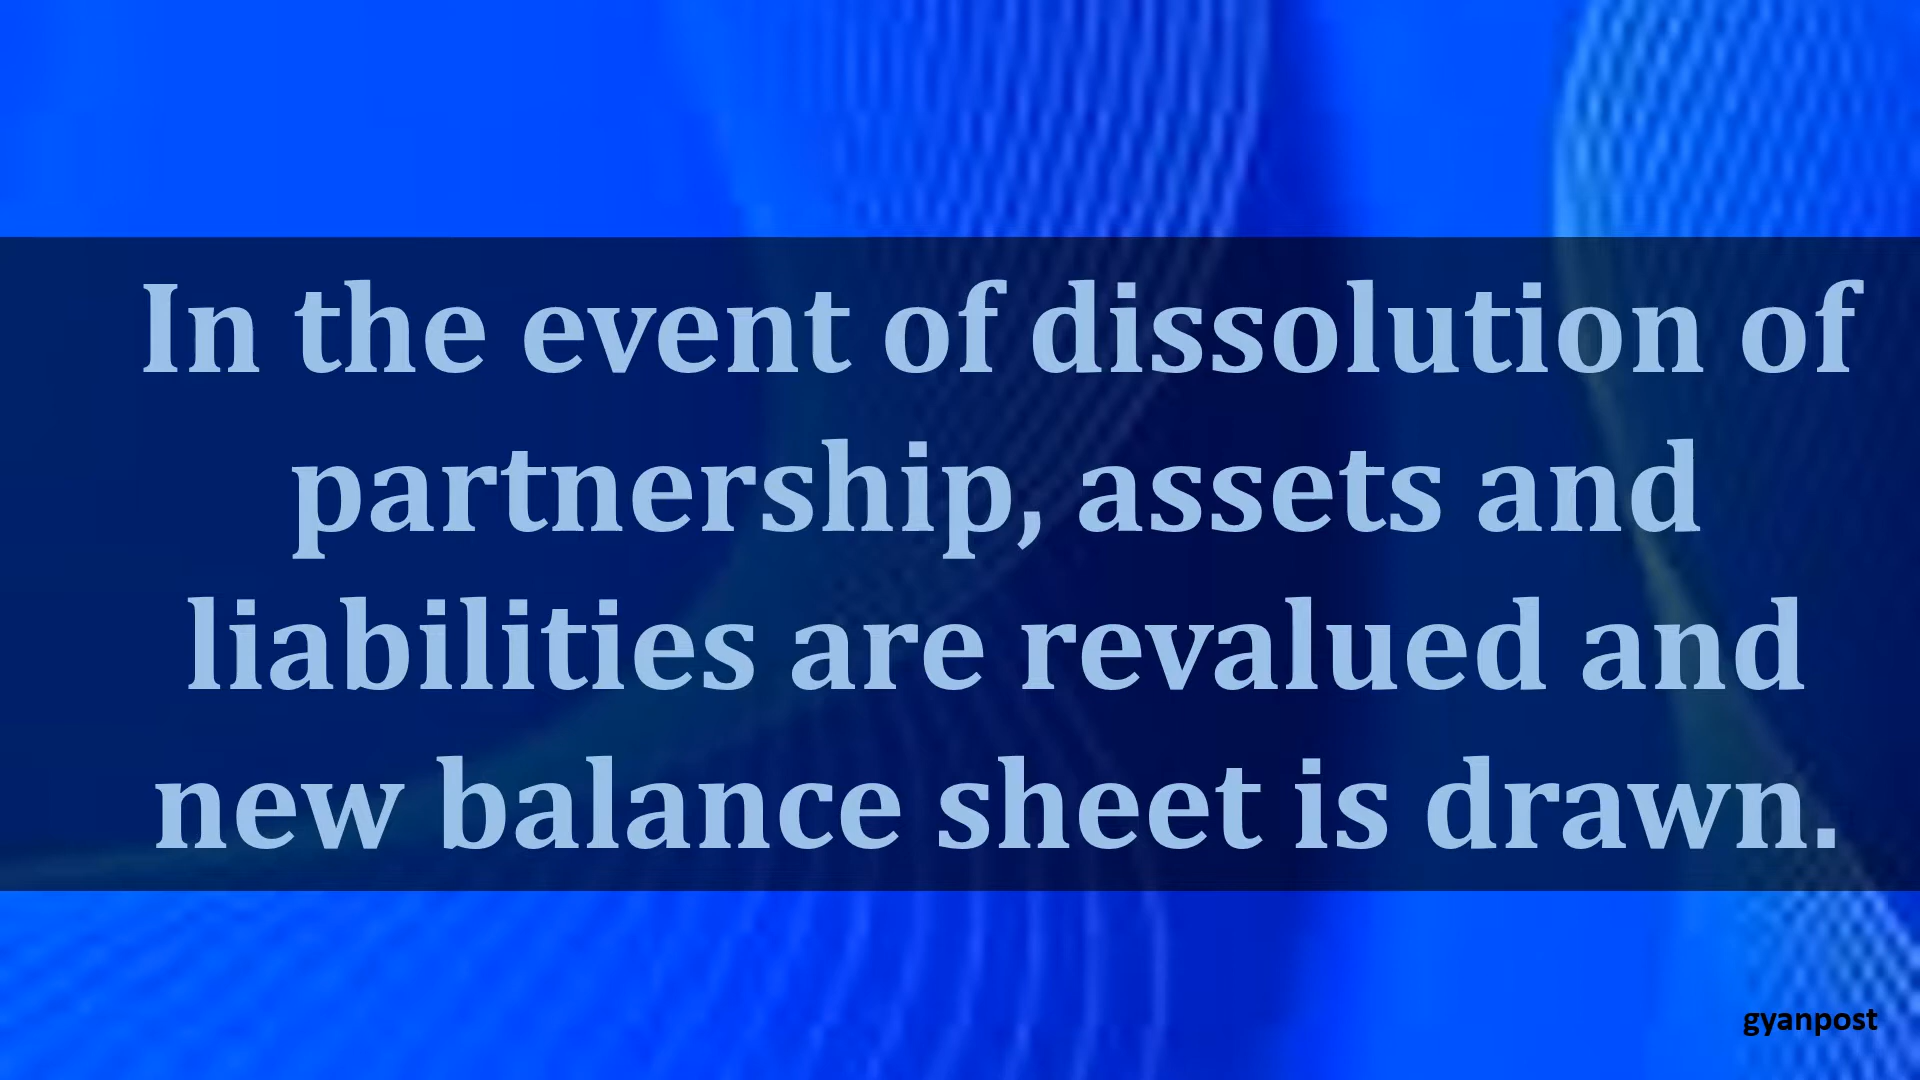 In the event of dissolution of
partnership, assets and
liabilities are revalued and
new balance sheet is drawn.
gyanpost